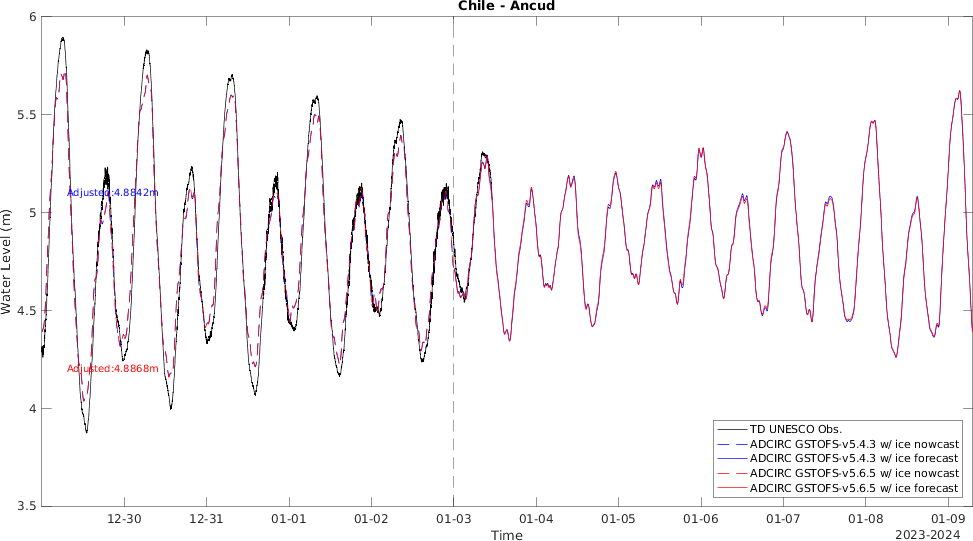 Chile - Ancud
6
5.5
5
4.5
4
3.5
Water Level (m)
Adjusted:4.8842m
Adjusted:4.8868m
TD UNESCO Obs.
ADCIRC GSTOFS-v5.4.3 w/ ice nowcast
ADCIRC GSTOFS-v5.4.3 w/ ice forecast
ADCIRC GSTOFS-v5.6.5 w/ ice nowcast
ADCIRC GSTOFS-v5.6.5 w/ ice forecast
12-30 12-31 01-01 01-02 01-03 01-04 01-05 01-06 01-07 01-08 01-09
Time
2023-2024